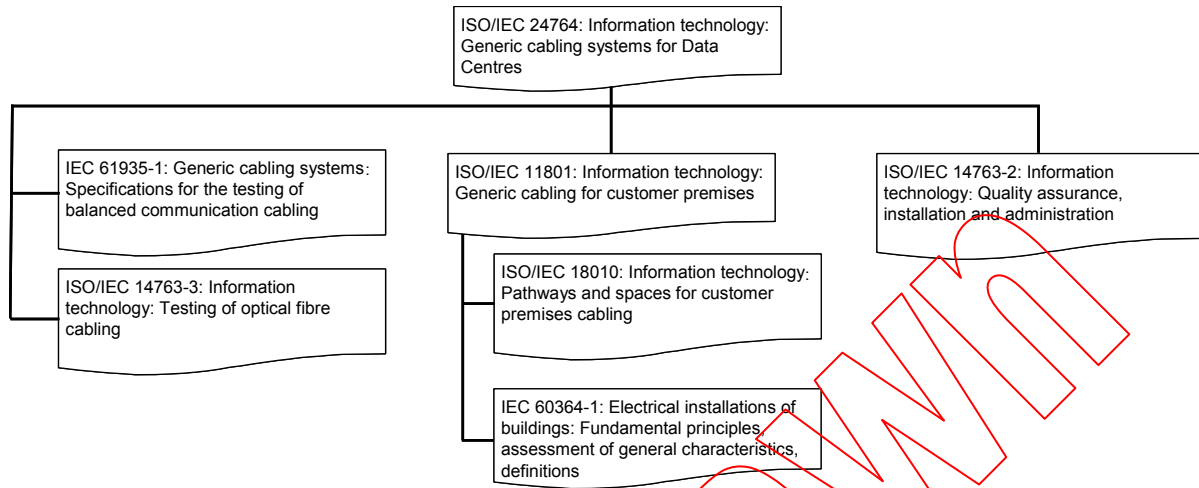 ISO/IEC 24764: Information technology:
Generic cabling systems for Data
Centres
IEC 61935-1: Generic cabling systems:
Specifications for the testing of
balanced communication cabling
ISO/IEC 14763-3: Information
technology: Testing of optical fibre
cabling
ISO/IEC 11801: Information technology:
Generic cabling for customer premises
ISO/IEC 18010: Information technology:
Pathways and spaces for customer
premises cabling
IEC 60364-1: Electrical installations of
buildings: Fundamental principles,
assessment of general characteristics,
definitions
ISO/IEC 14763-2: Information
technology: Quality assurance,
installation and administration
wn